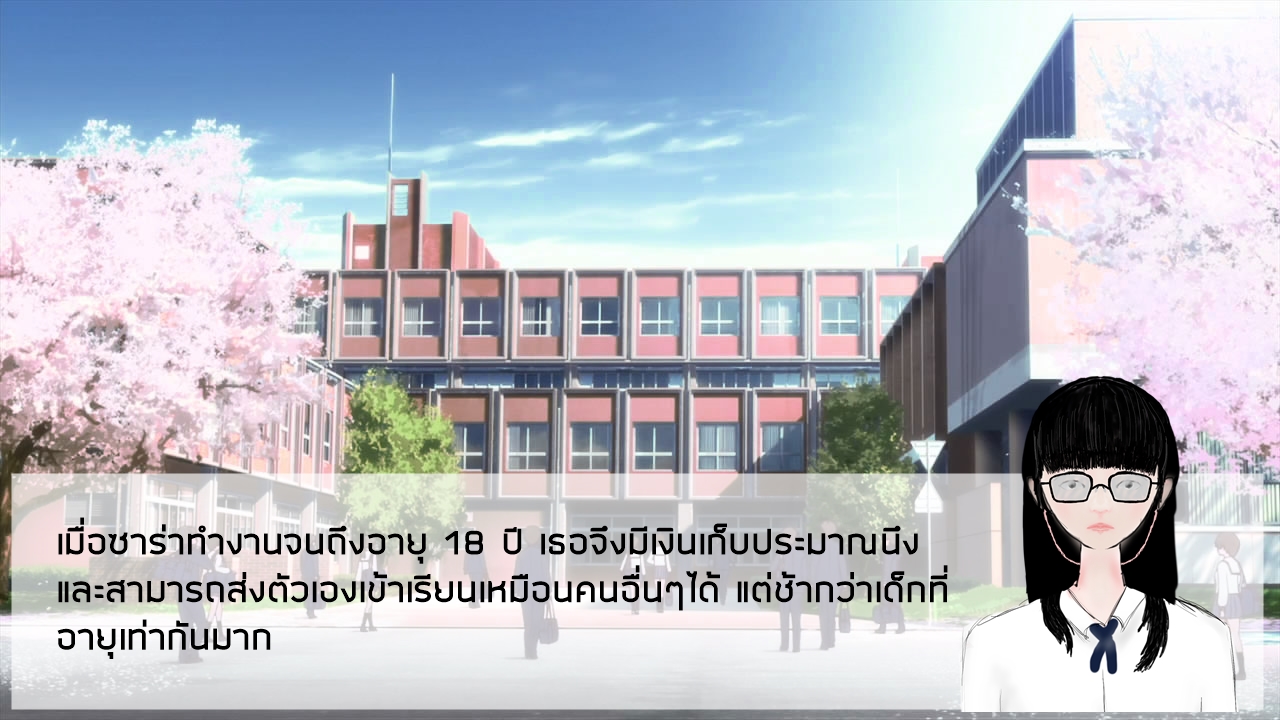 เมื่อซาร่าทำงานจนถึงอายุ 18 ปี เธอจึงมีเงินเก็บประมาณนึง
และสามารถส่งตัวเองเข้าเรียนเหมือนคนอื่นๆได้ แต่ช้ากว่าเด็กที่
อายุเท่ากันมาก